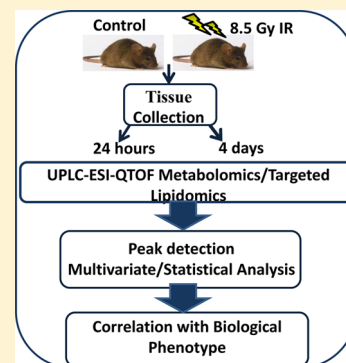 Control
8.5 Gy IR
Tissue
Collection
24 hours
4 days
UPLC-ESI-QTOF Metabolomics/Targeted
Lipidomics
Peak detection
Multivariate/Statistical Analysis
Correlation with Biological
Phenotype